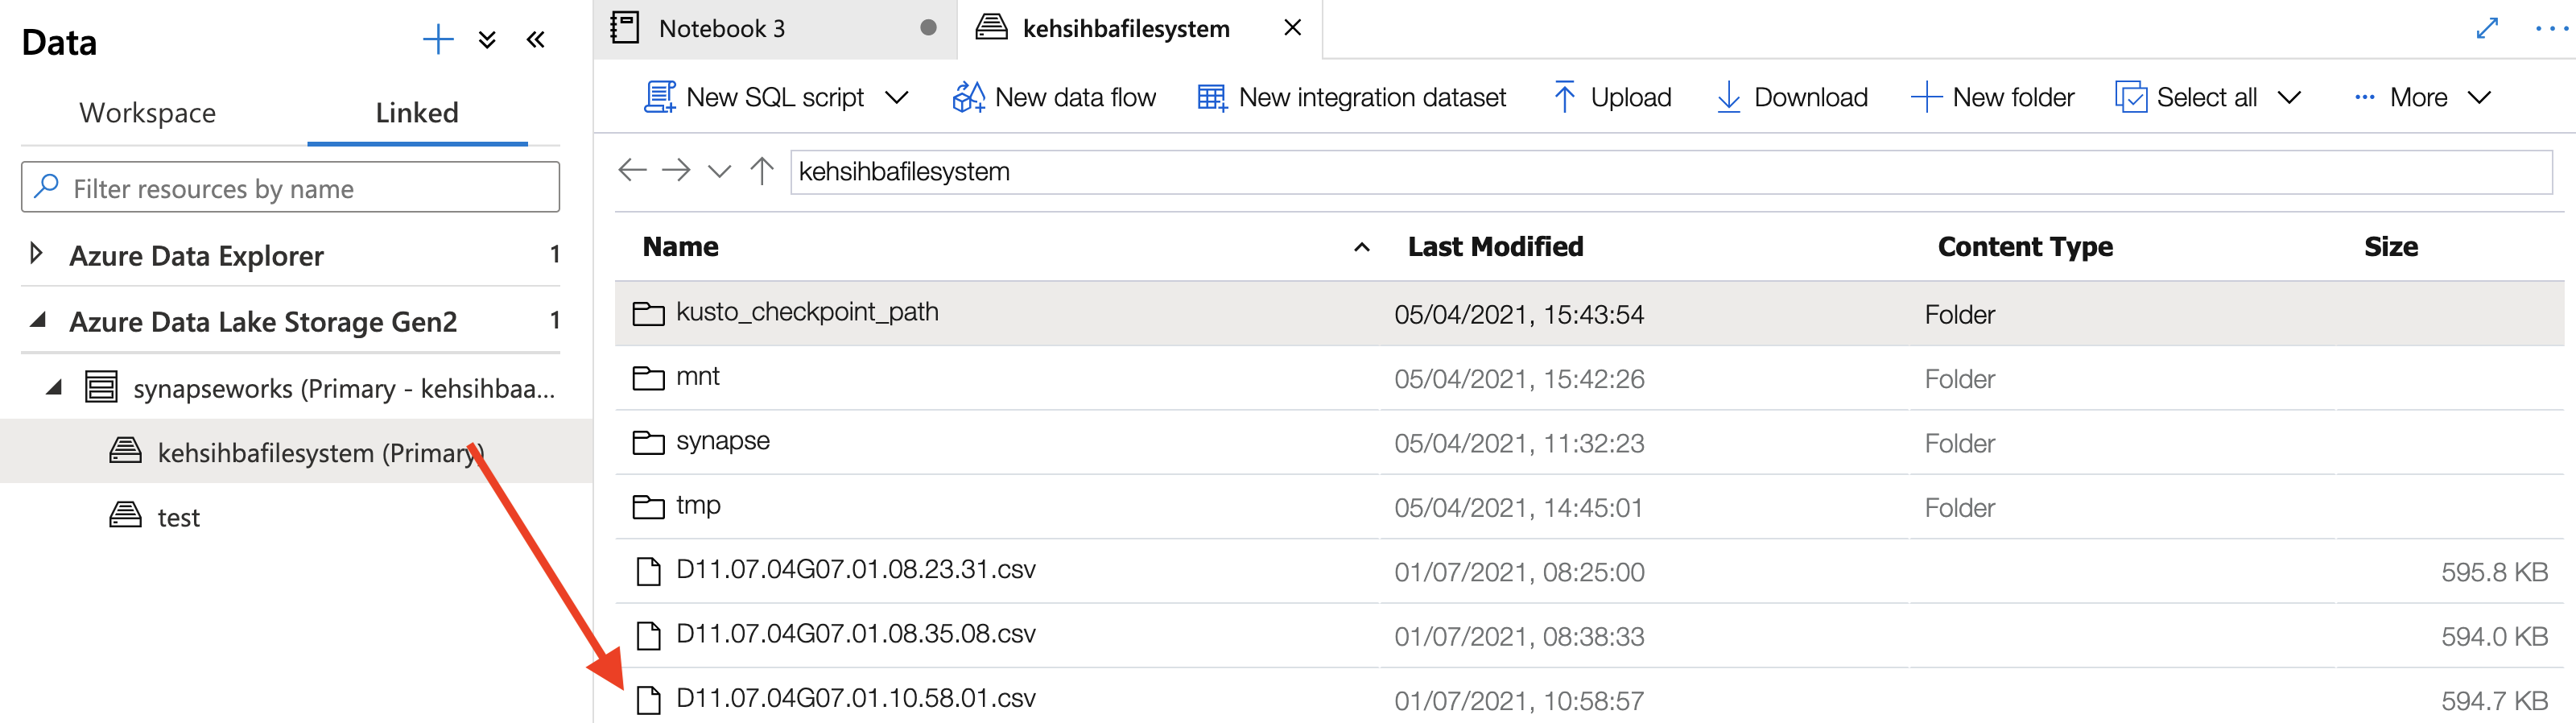 Data
Workspace Linked
Filter resources by name
Azure Data Explorer 1
Azure Data Lake Storage Gen2 1
synapseworks (Primary - kehsihbaa...
kehsihbafilesystem (Primary)
test
Notebook 3 kehsihbafilesystem
New SQL script New data flow New integration dataset Upload Download New folder Select all More
kehsihbafilesystem
Name Last Modified Content Type Size
kusto_checkpoint_path 05/04/2021, 15:43:54 Folder
mnt 05/04/2021, 15:42:26 Folder
synapse 05/04/2021, 11:32:23 Folder
tmp 05/04/2021, 14:45:01 Folder
D11.07.04G07.01.08.23.31.csv 01/07/2021, 08:25:00 595.8 KB
D11.07.04G07.01.08.35.08.csv 01/07/2021, 08:38:33 594.0 KB
D11.07.04G07.01.10.58.01.csv 01/07/2021, 10:58:57 594.7 KB